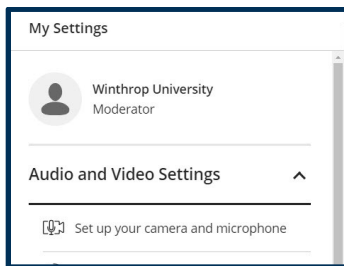 My Settings
Winthrop University
Moderator
Audio and Video Settings
Set up your camera and microphone